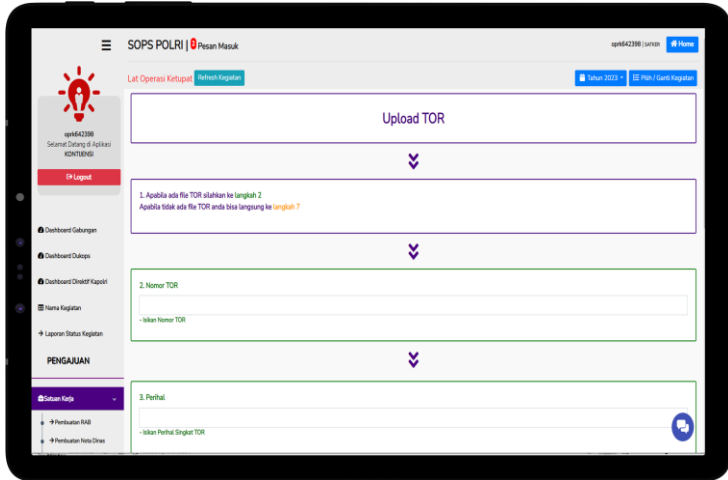 SOPS POLRI | 2 Pesan Masuk
oprk642398 | SATKER
Home
Lat Operasi Ketupat Refresh Kegiatan
Tahun 2023
Pilih / Ganti Kegiatan
oprk642398
Selamat Datang di Aplikasi
KONTIJENSI
Logout
Dashboard Gabungan
Dashboard Dukops
Dashboard Direktif Kapolri
Nama Kegiatan
Laporan Status Kegiatan
PENGAJUAN
Satuan Kerja
Pembuatan RAB
Pembuatan Nota Dinas
Upload TOR
1. Apabila ada file TOR silahkan ke langkah 2
Apabila tidak ada file TOR anda bisa langsung ke langkah 7
2. Nomor TOR
- Isikan Nomor TOR
3. Perihal
- Isikan Perihal Singkat TOR